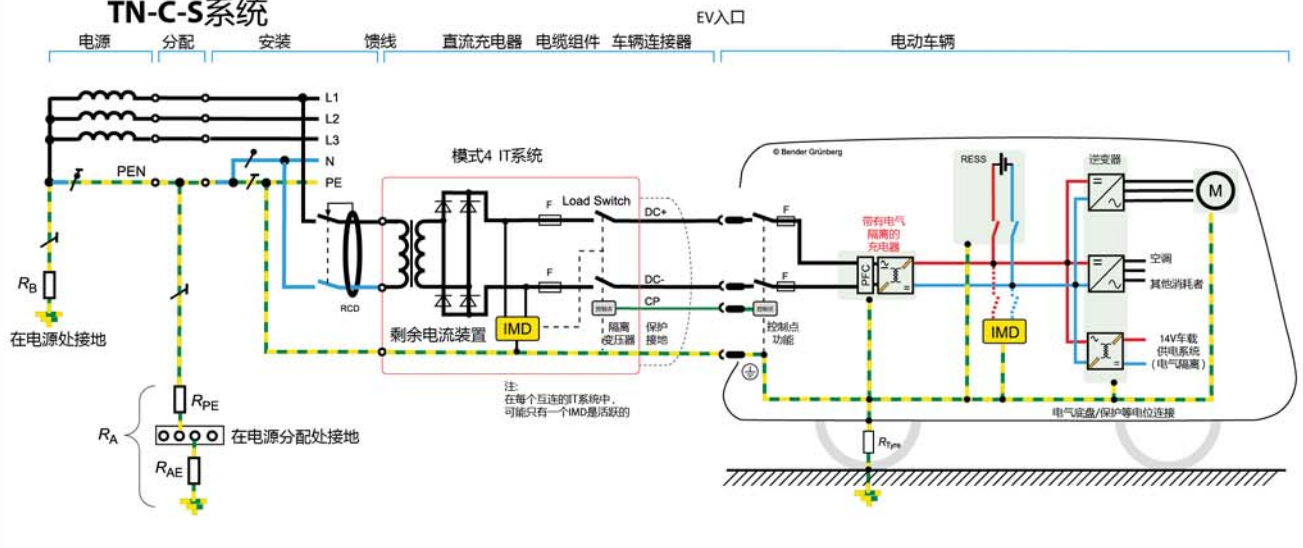 TN-C-S系统
EV入口
电源
分配
安装
馈线
直流充电器
电缆组件
车辆连接器
电动车辆
L1
L2
L3
N
PEN
PE
模式4 IT系统
© Bender Grünberg
RESS
逆变器
M
F
Load Switch
DC+
F
带有电气
隔离的
充电器
PFC
空调
其他消耗者
RB
在电源处接地
RCD
F
DC-
F
CP
控制点
控制点
剩余电流装置
IMD
隔离
变压器
保护
接地
控制点
功能
IMD
14V车载
供电系统
(电气隔离)
注:
在每个互连的IT系统中,
可能只有一个IMD是活跃的
电气底盘/保护等电位连接
RPE
RA
在电源分配处接地
RAE
RTyre